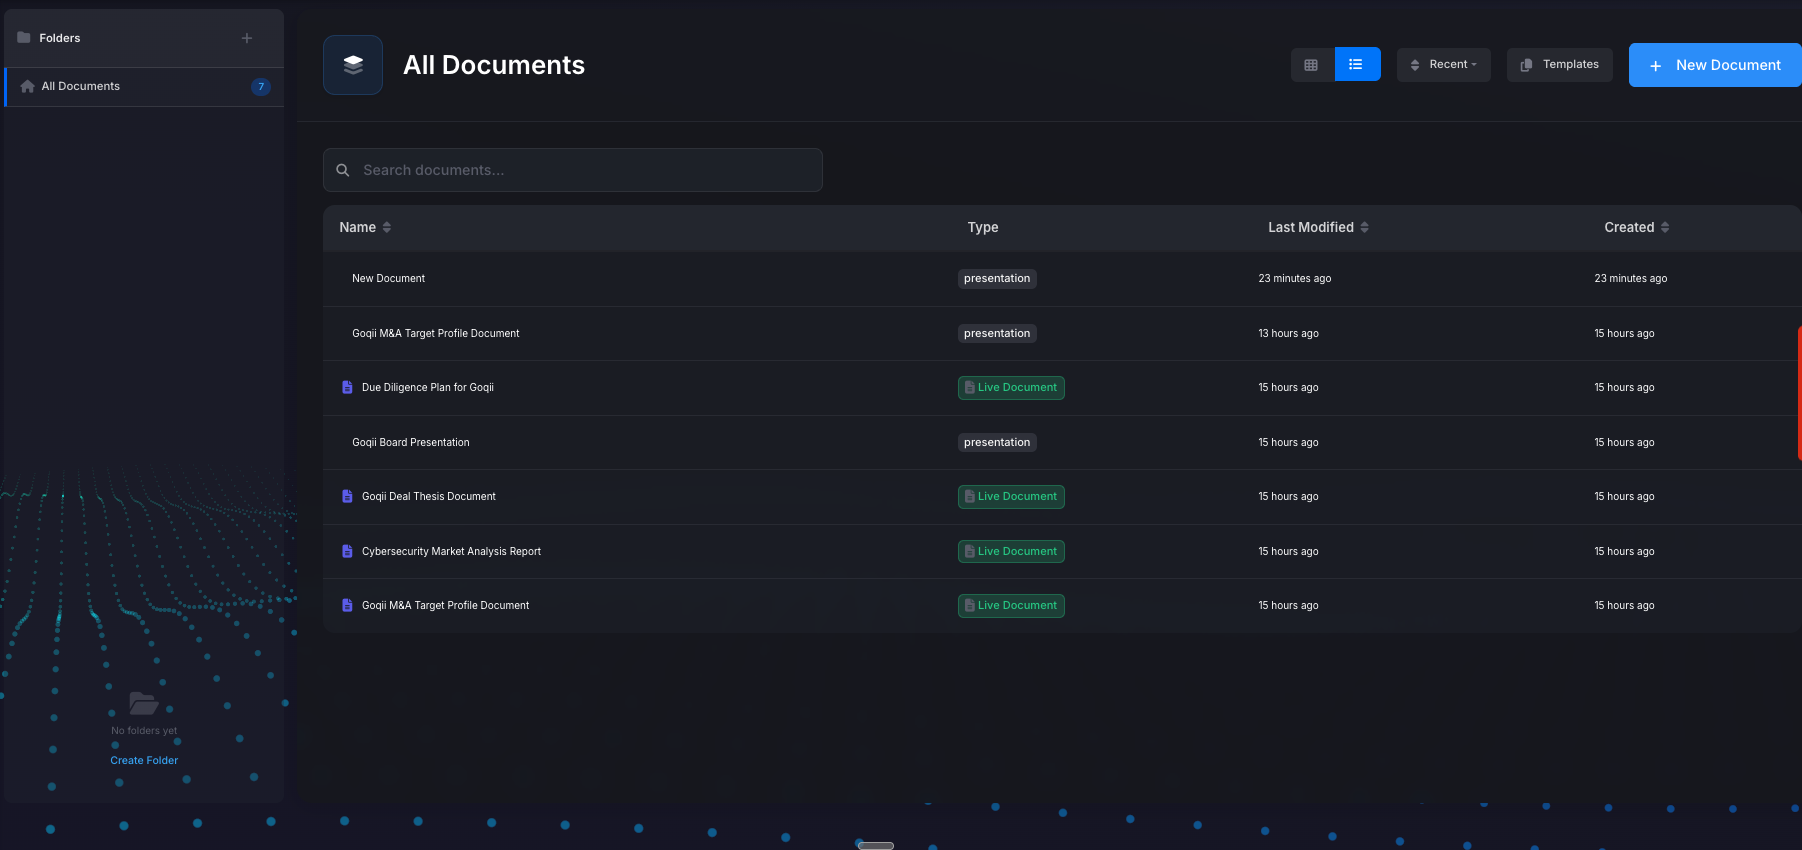 Folders
All Documents 7
All Documents
Recent
Templates
+ New Document
Search documents...
Name Type Last Modified Created
New Document presentation 23 minutes ago 23 minutes ago
Goqii M&A Target Profile Document presentation 13 hours ago 15 hours ago
Due Diligence Plan for Goqii Live Document 15 hours ago 15 hours ago
Goqii Board Presentation presentation 15 hours ago 15 hours ago
Goqii Deal Thesis Document Live Document 15 hours ago 15 hours ago
Cybersecurity Market Analysis Report Live Document 15 hours ago 15 hours ago
Goqii M&A Target Profile Document Live Document 15 hours ago 15 hours ago
No folders yet
Create Folder